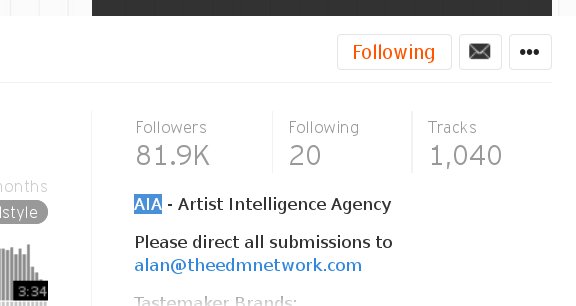 Following
Followers Following Tracks
81.9K 20 1,040
months
AIA - Artist Intelligence Agency
Please direct all submissions to
alan@theedmnetwork.com
3:34
Tastemaker Brands: